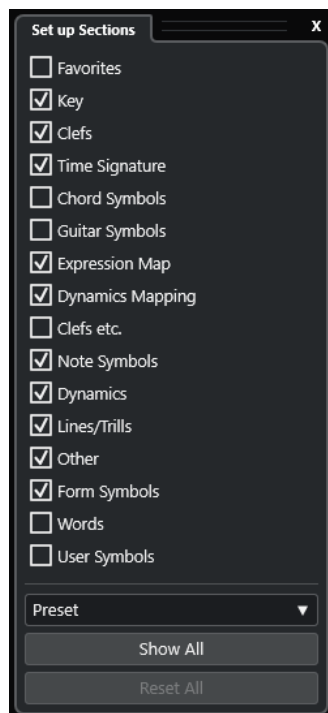 Set up Sections X
Favorites
Key
Clefs
Time Signature
Chord Symbols
Guitar Symbols
Expression Map
Dynamics Mapping
Clefs etc.
Note Symbols
Dynamics
Lines/Trills
Other
Form Symbols
Words
User Symbols
Preset
Show All
Reset All